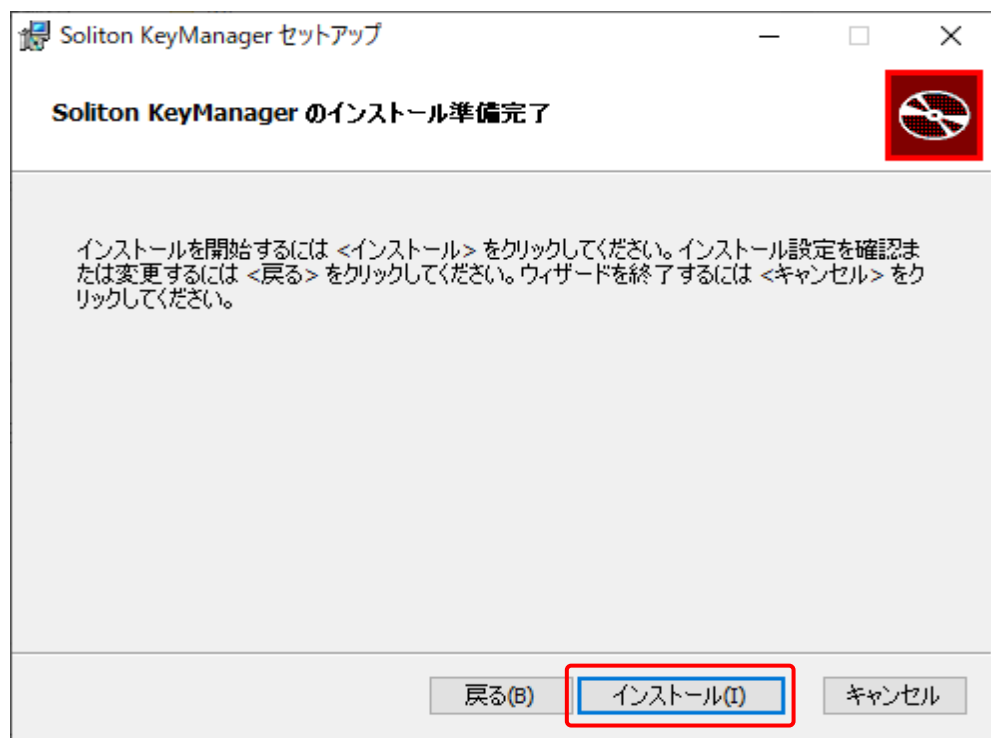 Soliton KeyManager セットアップ
Soliton KeyManager のインストール準備完了
インストールを開始するには <インストール> をクリックしてください。インストール設定を確認ま
たは変更するには <戻る> をクリックしてください。ウィザードを終了するには <キャンセル> をク
リックしてください。
戻る(B) インストール(I) キャンセル